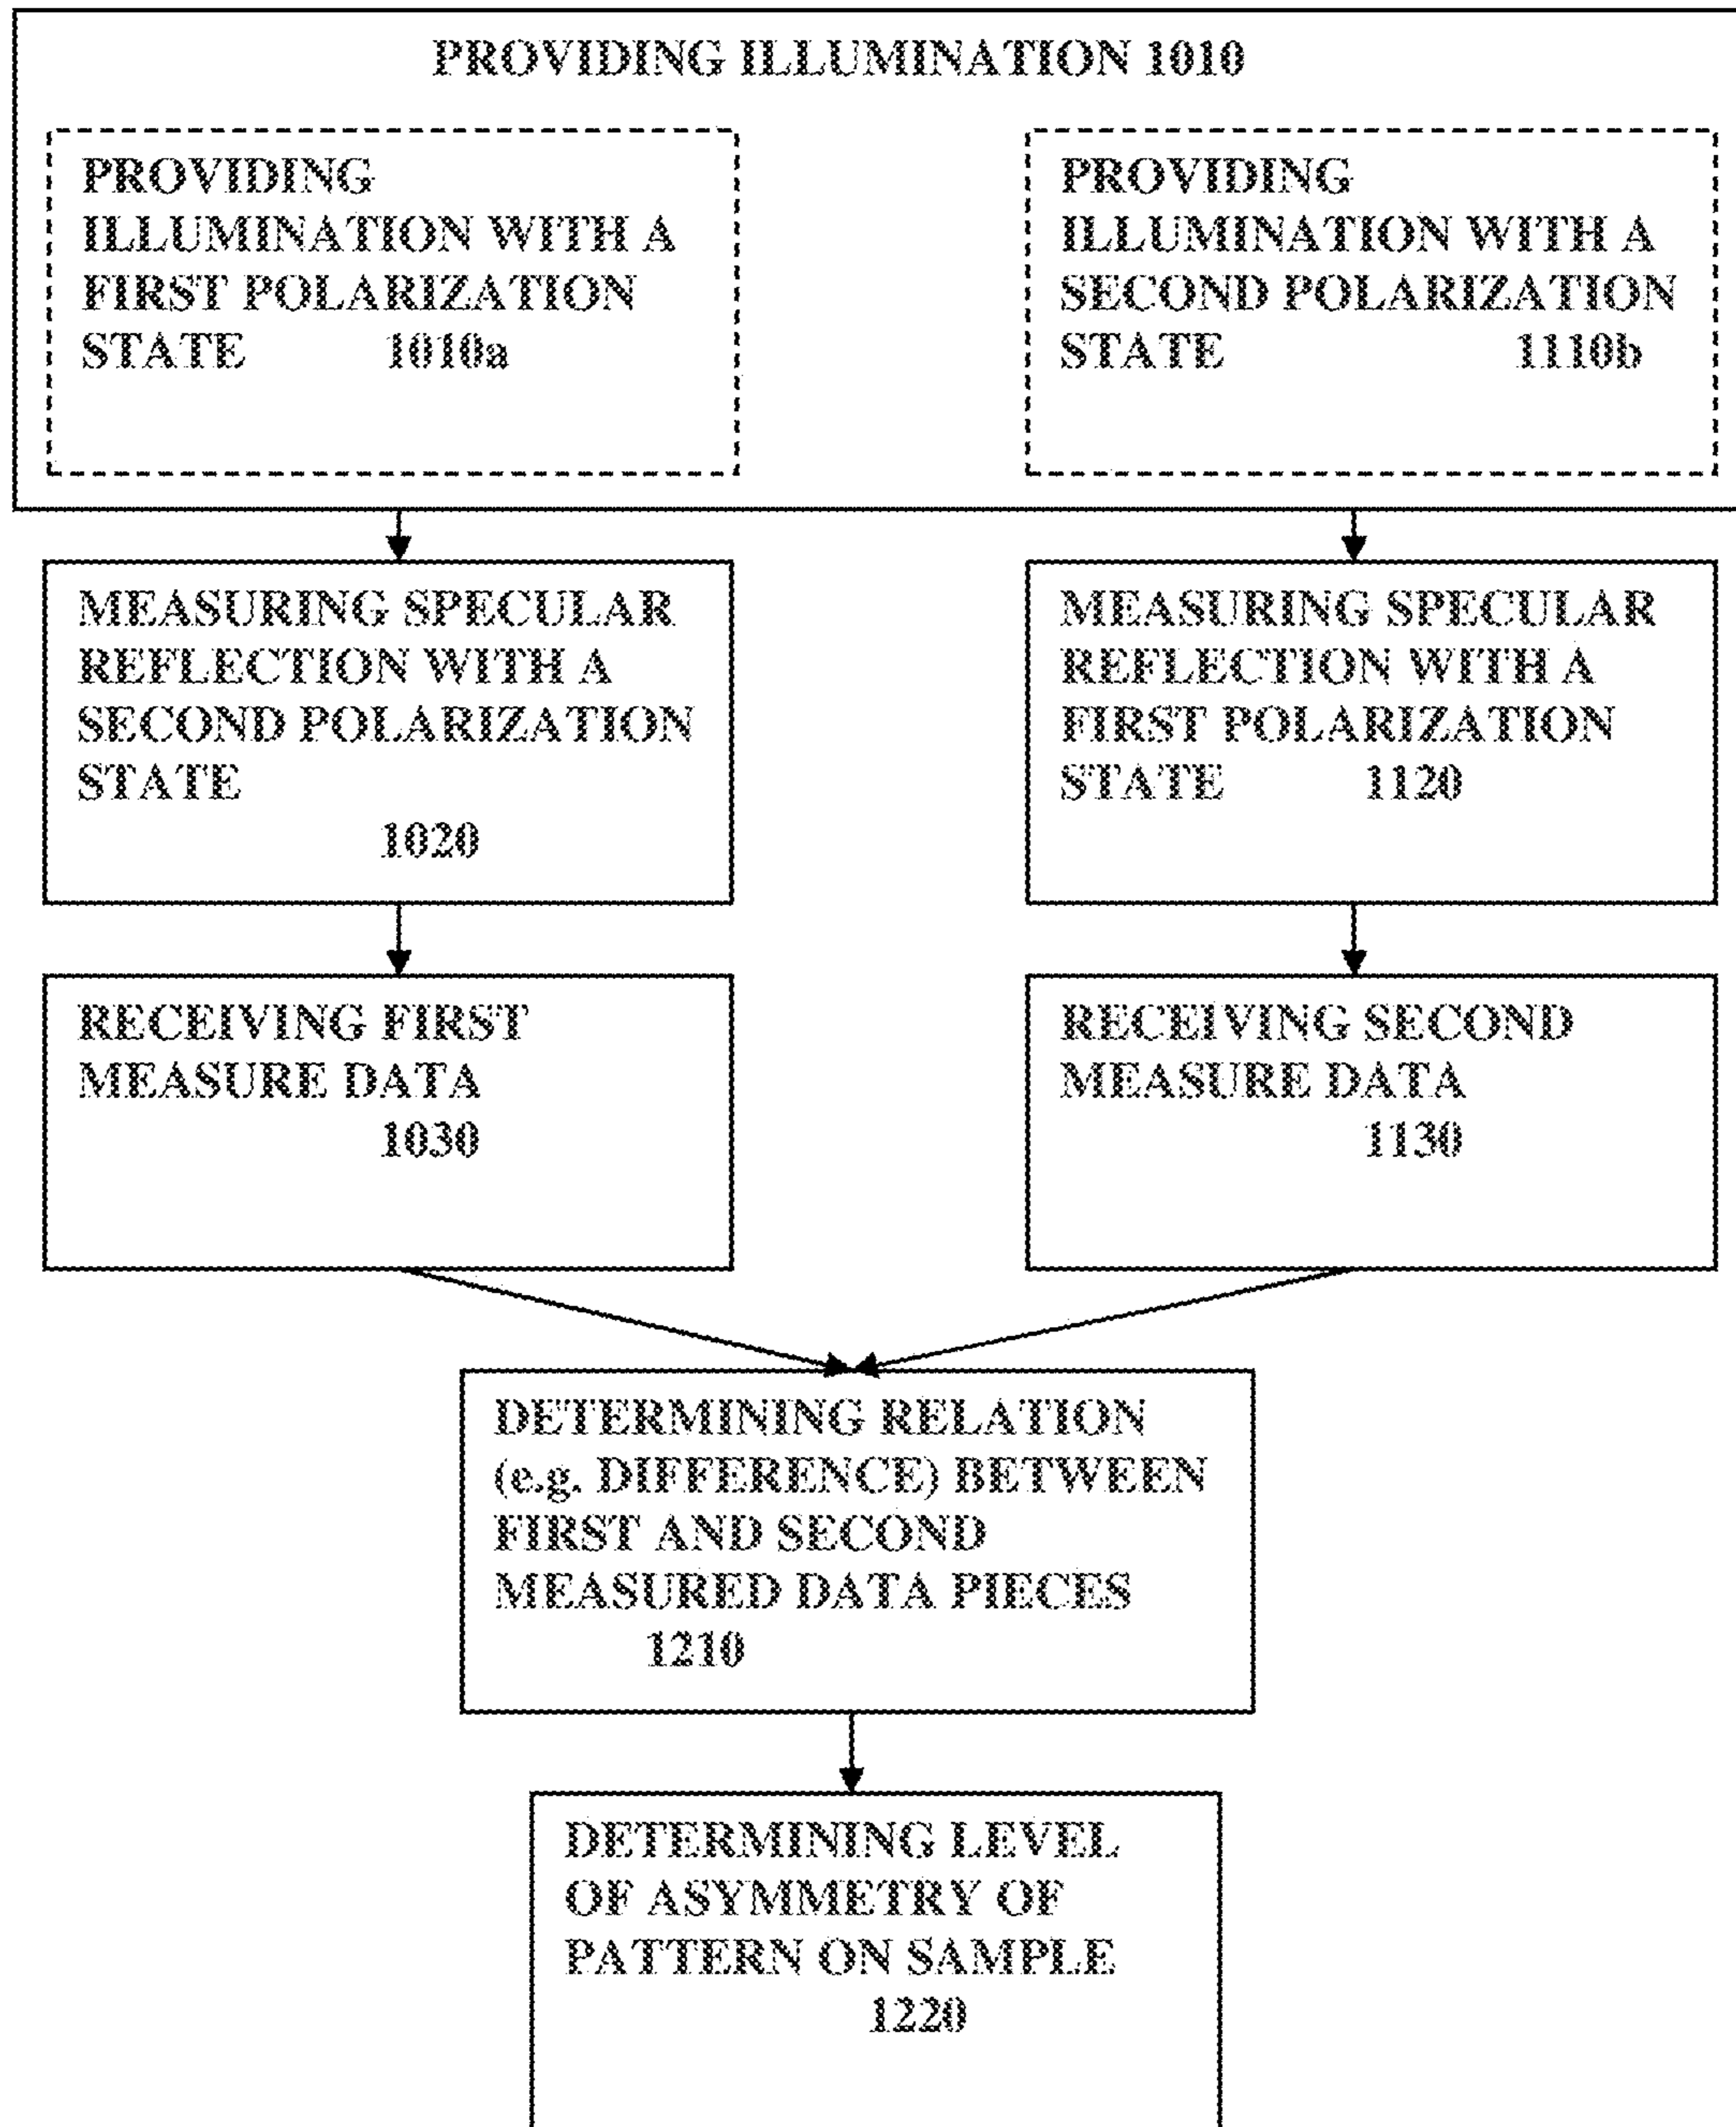 PROVIDING ILLUMINATION 1010
PROVIDING
ILLUMINATION WITH A
FIRST POLARIZATION
STATE 1010a
PROVIDING
ILLUMINATION WITH A
SECOND POLARIZATION
STATE 1110b
MEASURING SPECULAR
REFLECTION WITH A
SECOND POLARIZATION
STATE
1020
MEASURING SPECULAR
REFLECTION WITH A
FIRST POLARIZATION
STATE 1120
RECEIVING FIRST
MEASURE DATA
1030
RECEIVING SECOND
MEASURE DATA
1130
DETERMINING RELATION
(e.g. DIFFERENCE) BETWEEN
FIRST AND SECOND
MEASURED DATA PIECES
1210
DETERMINING LEVEL
OF ASYMMETRY OF
PATTERN ON SAMPLE
1220